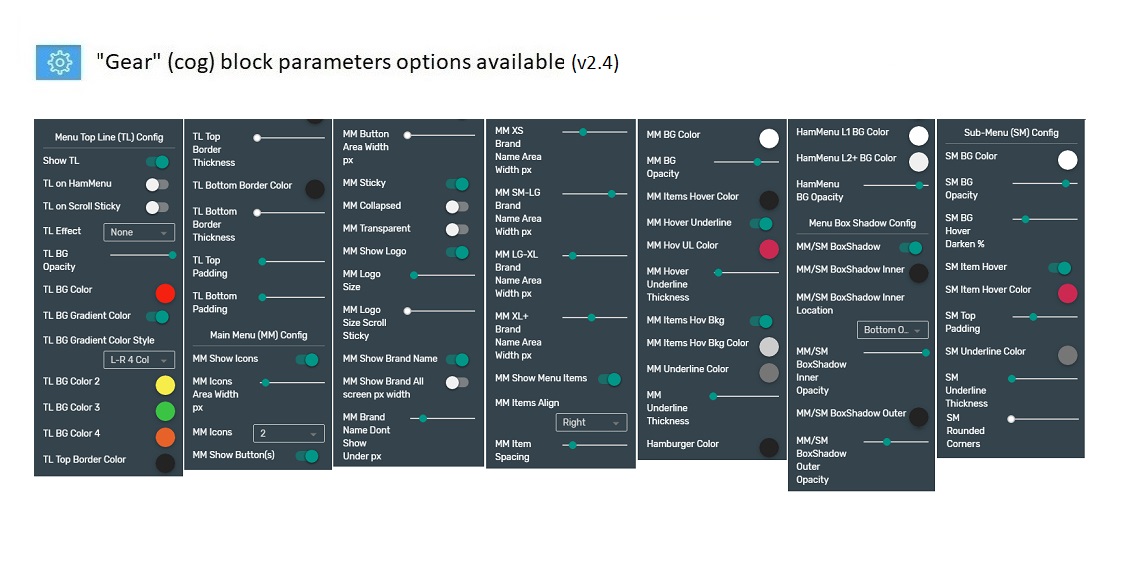 "Gear" (cog) block parameters options available (v2.4)
Menu Top Line (TL) Config
Show TL
TL on HamMenu
TL on Scroll Sticky
TL Effect
None
TL BG
Opacity
TL BG Color
TL BG Gradient Color
TL BG Gradient Color Style
L-R 4 Col
TL BG Color 2
TL BG Color 3
TL BG Color 4
TL Top Border Color
TL Top
Border
Thickness
TL Bottom Border Color
TL Bottom
Border
Thickness
TL Top
Padding
TL Bottom
Padding
Main Menu (MM) Config
MM Show Icons
MM Icons
Area Width
px
MM Icons
2
MM Show Button(s)
MM Button
Area Width
px
MM Sticky
MM Collapsed
MM Transparent
MM Show Logo
MM Logo
Size
MM Logo
Size Scroll
Sticky
MM Show Brand Name
MM Show Brand All
screen px width
MM Brand
Name Dont
Show
Under px
MM XS
Brand
Name Area
Width px
MM SM-LG
Brand
Name Area
Width px
MM LG-XL
Brand
Name Area
Width px
MM XL+
Brand
Name Area
Width px
MM Show Menu Items
MM Items Align
Right
MM Item
Spacing
MM BG Color
MM BG
Opacity
MM Items Hover Color
MM Hover Underline
MM Hov UL Color
MM Hover
Underline
Thickness
MM Items Hov Bkg
MM Items Hov Bkg Color
MM Underline Color
MM
Underline
Thickness
Hamburger Color
HamMenu L1 BG Color
HamMenu L2+ BG Color
HamMenu
BG Opacity
Menu Box Shadow Config
MM/SM BoxShadow
MM/SM BoxShadow Inner
MM/SM BoxShadow Inner
Location
Bottom O..
MM/SM
BoxShadow
Inner
Opacity
MM/SM BoxShadow Outer
MM/SM
BoxShadow
Outer
Opacity
Sub-Menu (SM) Config
SM BG Color
SM BG
Opacity
SM BG
Hover
Darken %
SM Item Hover
SM Item Hover Color
SM Top
Padding
SM Underline Color
SM
Underline
Thickness
SM
Rounded
Corners